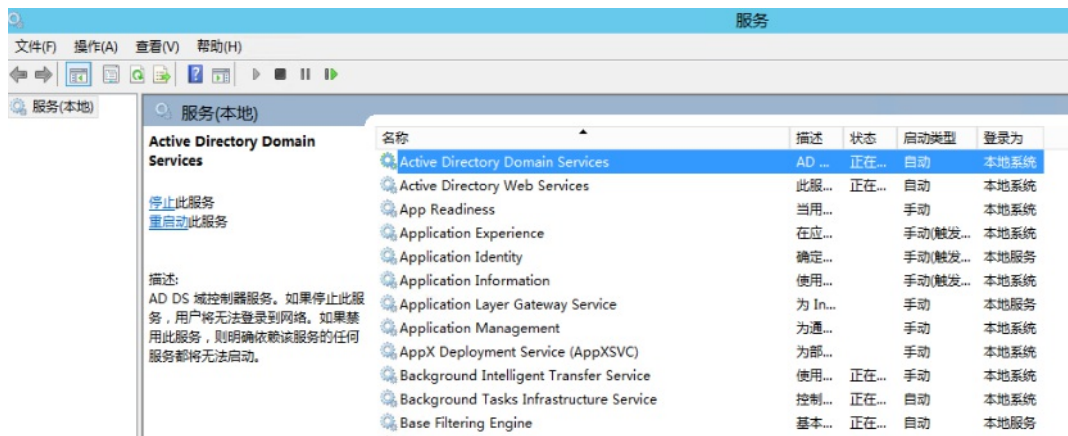 服务
文件(F) 操作(A) 查看(V) 帮助(H)
服务(本地)
服务(本地)
Active Directory Domain
Services
停止此服务
重启动此服务
描述:
AD DS 域控制器服务。如果停止此服
务，用户将无法登录到网络。如果禁
用此服务，则明确依赖该服务的任何
服务都将无法启动。
名称 描述 状态 启动类型 登录为
Active Directory Domain Services AD ... 正在... 自动 本地系统
Active Directory Web Services 此服... 正在... 自动 本地系统
App Readiness 当用... 手动 本地系统
Application Experience 在应... 手动(触发... 本地系统
Application Identity 确定... 手动(触发... 本地服务
Application Information 使用... 手动(触发... 本地系统
Application Layer Gateway Service 为 In... 手动 本地服务
Application Management 为通... 手动 本地系统
AppX Deployment Service (AppXSVC) 为部... 手动 本地系统
Background Intelligent Transfer Service 使用... 正在... 手动 本地系统
Background Tasks Infrastructure Service 控制... 正在... 自动 本地系统
Base Filtering Engine 基本... 正在... 自动 本地服务